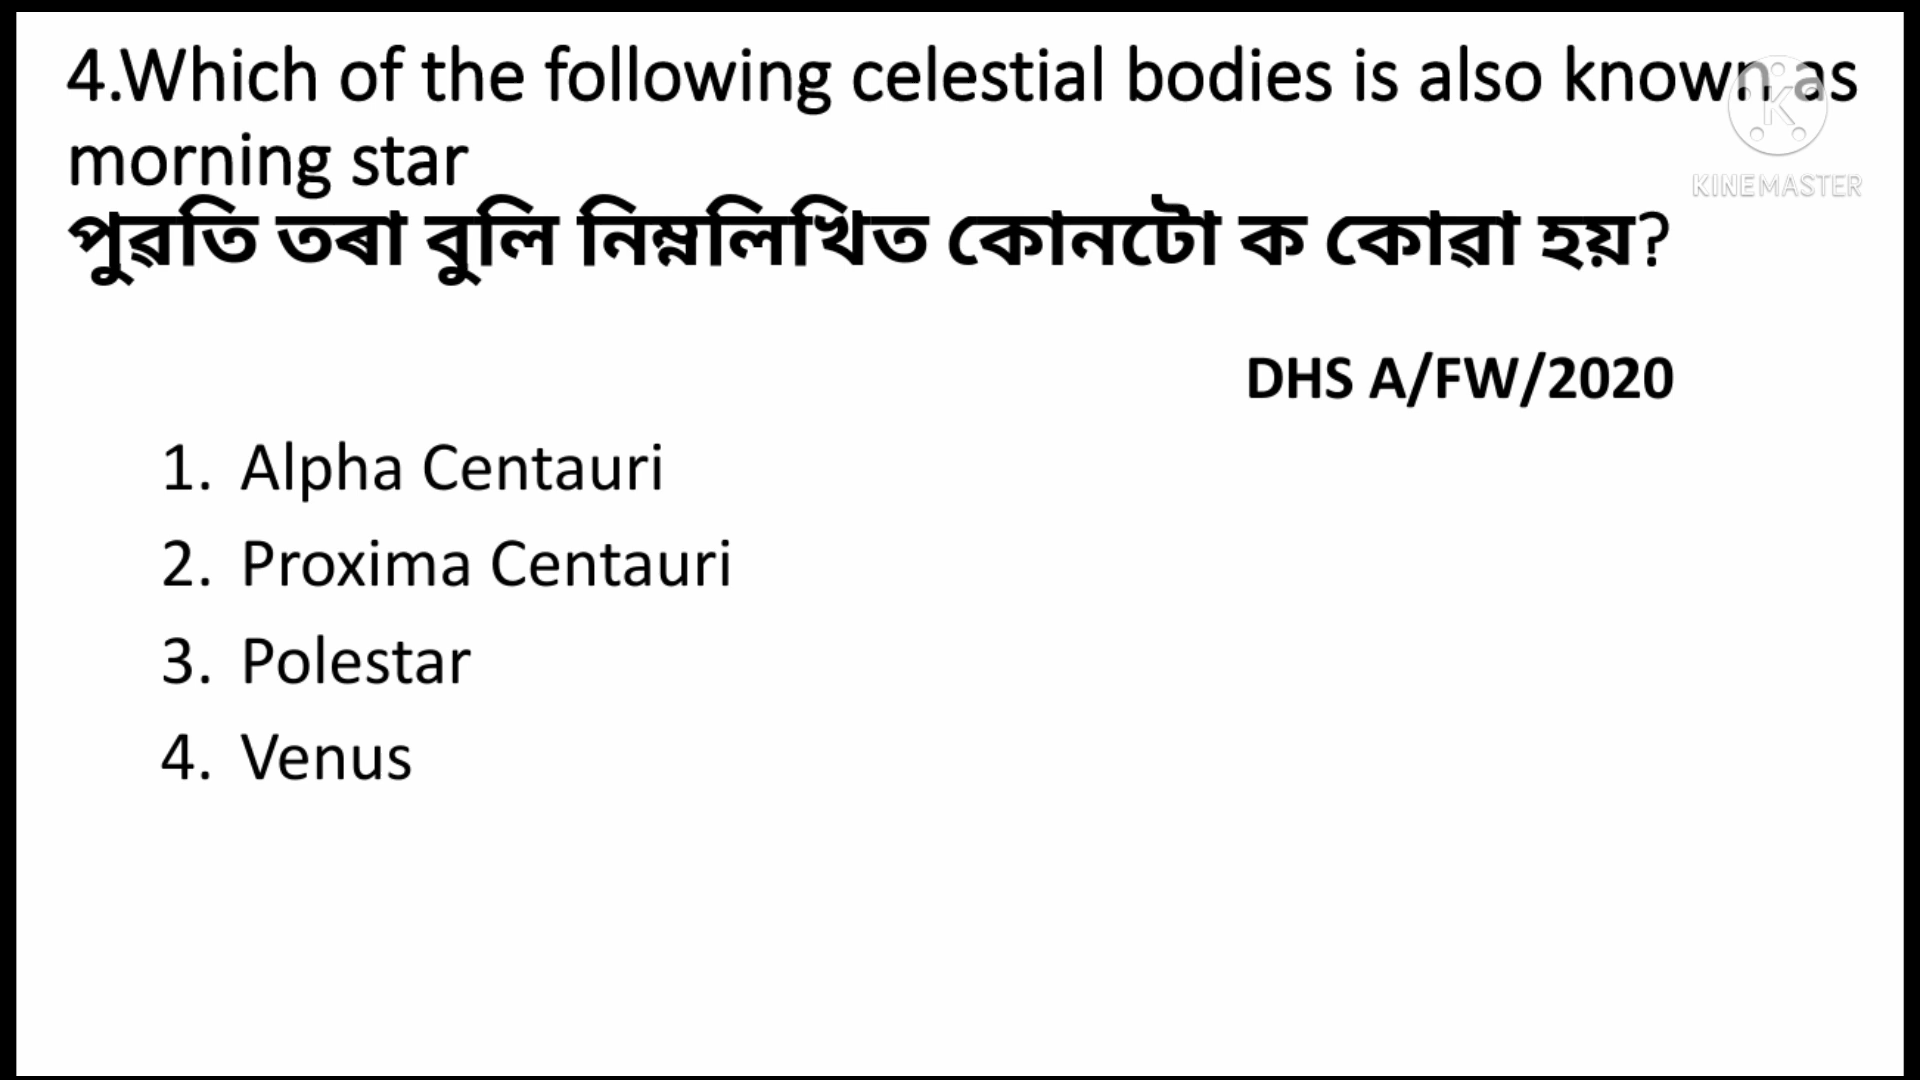 4.Which of the following celestial bodies is also known as
morning star
পুৱতি তৰা বুলি নিম্নলিখিত কোনটো ক কোৱা হয়?
KINEMASTER
DHS A/FW/2020
1. Alpha Centauri
2. Proxima Centauri
3. Polestar
4. Venus